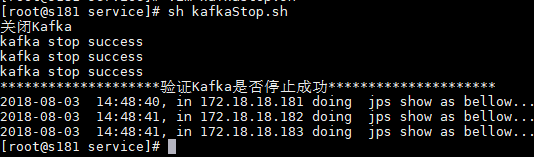 [root@s181 service]# sh kafkaStop.sh
关闭Kafka
kafka stop success
kafka stop success
kafka stop success
********************验证Kafka是否停止成功*********************
2018-08-03  14:48:40, in 172.18.18.181 doing  jps show as bellow...
2018-08-03  14:48:41, in 172.18.18.182 doing  jps show as bellow...
2018-08-03  14:48:41, in 172.18.18.183 doing  jps show as bellow...
[root@s181 service]#